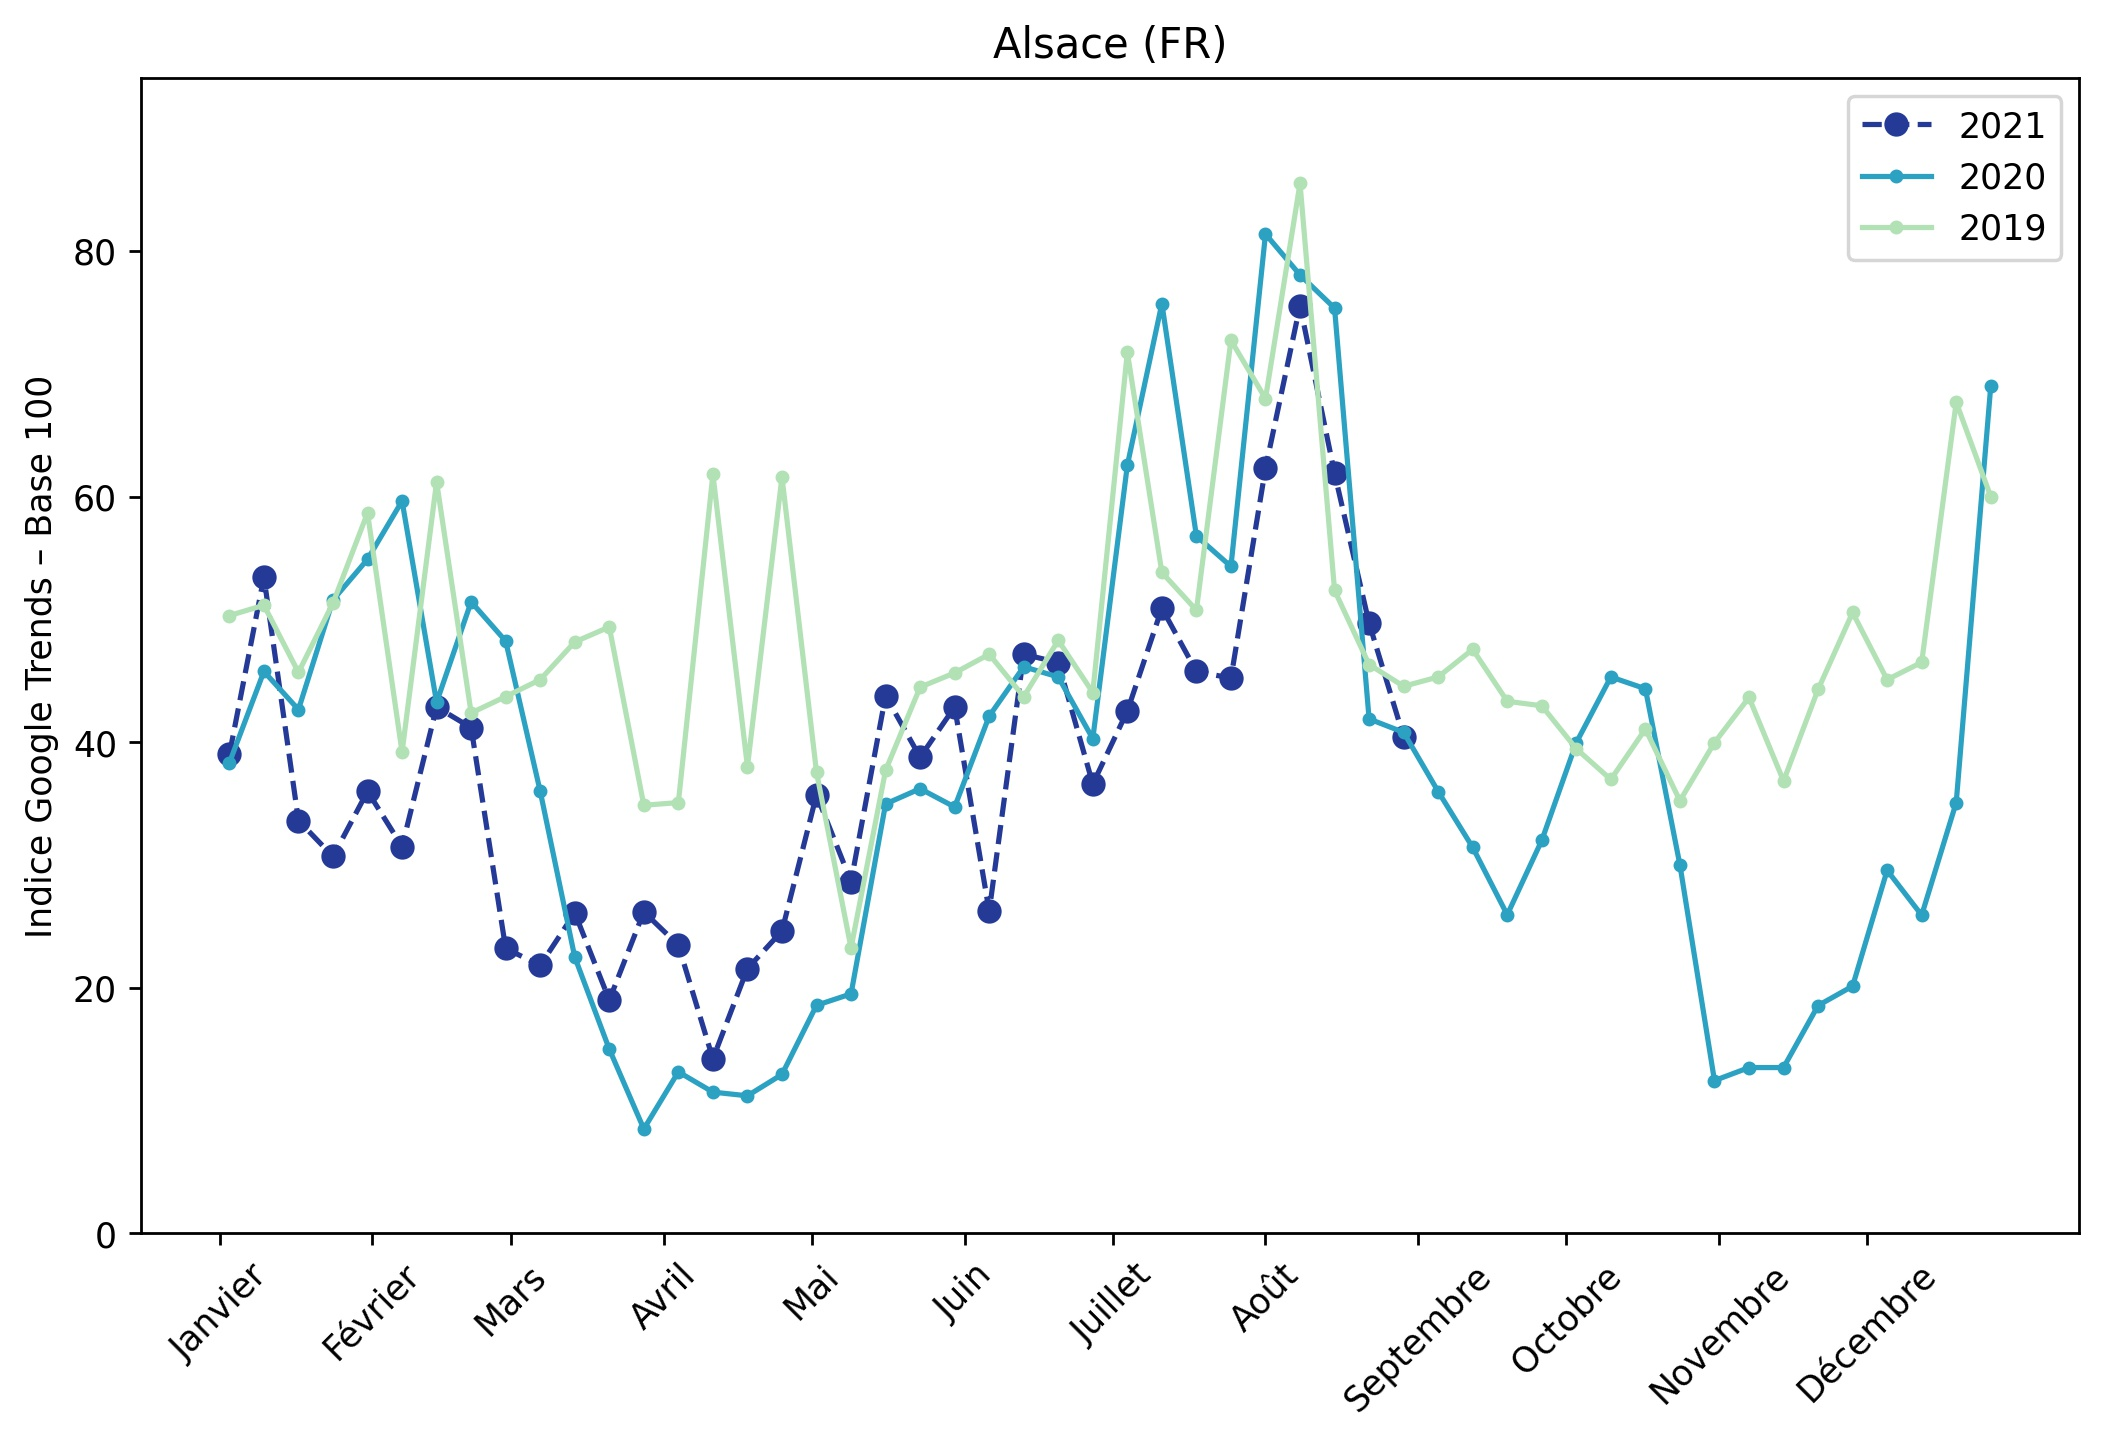 Alsace (FR)
2021
2020
2019
Indice Google Trends – Base 100
80
60
40
20
0
Janvier
Février
Mars
Avril
Mai
Juin
Juillet
Août
Septembre
Octobre
Novembre
Décembre